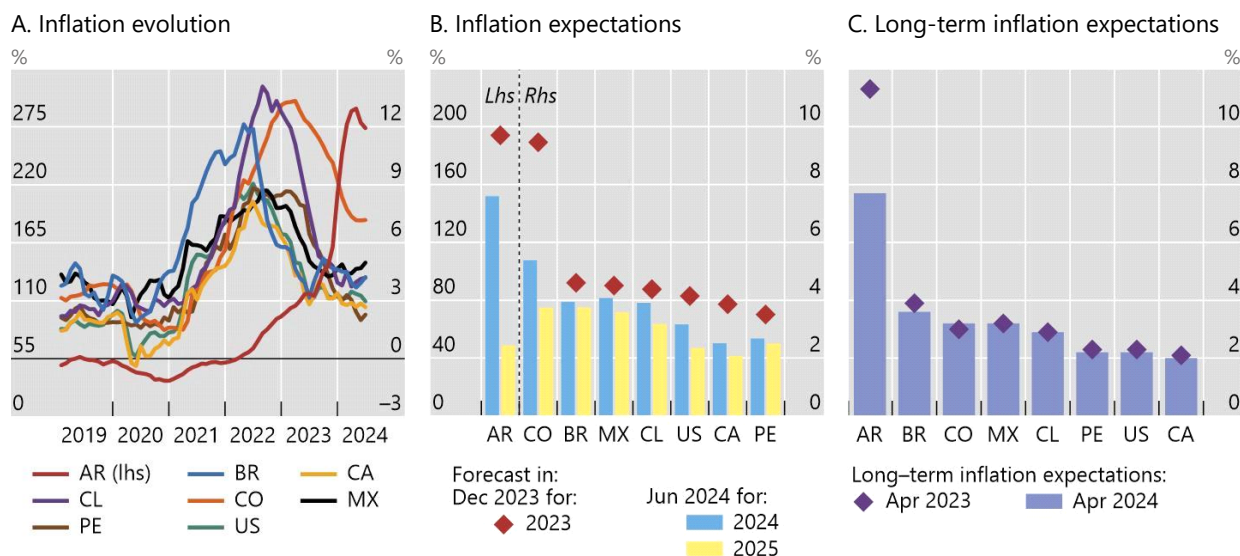 A. Inflation evolution
% %
275 12
220 9
165 6
110 3
55 0
0 –3
2019 2020 2021 2022 2023 2024
AR (lhs) BR CA
CL CO MX
PE US
B. Inflation expectations
% %
Lhs Rhs
200 10
160 8
120 6
80 4
40 2
0 0
AR CO BR MX CL US CA PE
Forecast in:
Dec 2023 for: Jun 2024 for:
2023 2024
2025
C. Long-term inflation expectations
%
10
8
6
4
2
0
AR BR CO MX CL PE US CA
Long–term inflation expectations:
Apr 2023 Apr 2024